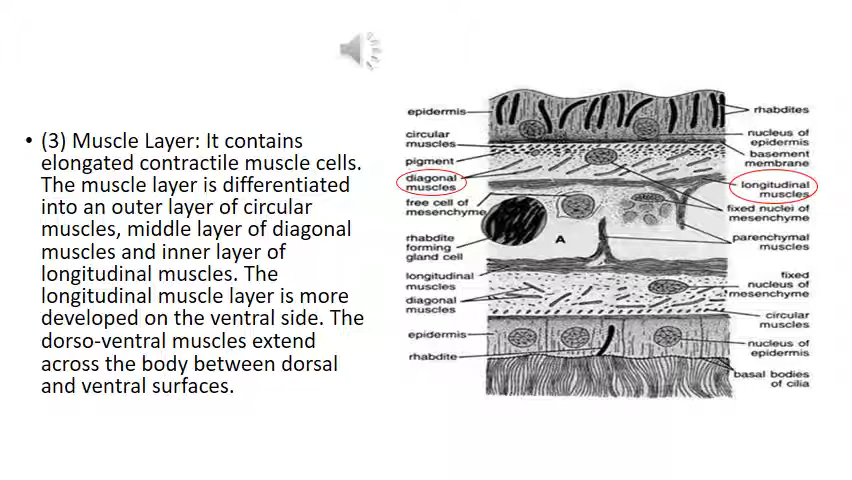 • (3) Muscle Layer: It contains
elongated contractile muscle cells.
The muscle layer is differentiated
into an outer layer of circular
muscles, middle layer of diagonal
muscles and inner layer of
longitudinal muscles. The
longitudinal muscle layer is more
developed on the ventral side. The
dorso-ventral muscles extend
across the body between dorsal
and ventral surfaces.
epidermis
circular
muscles
pigment
diagonal
muscles
free cell of
mesenchyme
rhabdite
forming
gland cell
longitudinal
muscles
diagonal
muscles
epidermis
rhabdite
A
rhabdites
nucleus of
epidermis
basement
membrane
longitudinal
muscles
fixed nuclei of
mesenchyme
parenchymal
muscles
fixed
nucleus of
mesenchyme
circular
muscles
nucleus of
epidermis
basal bodies
of cilia